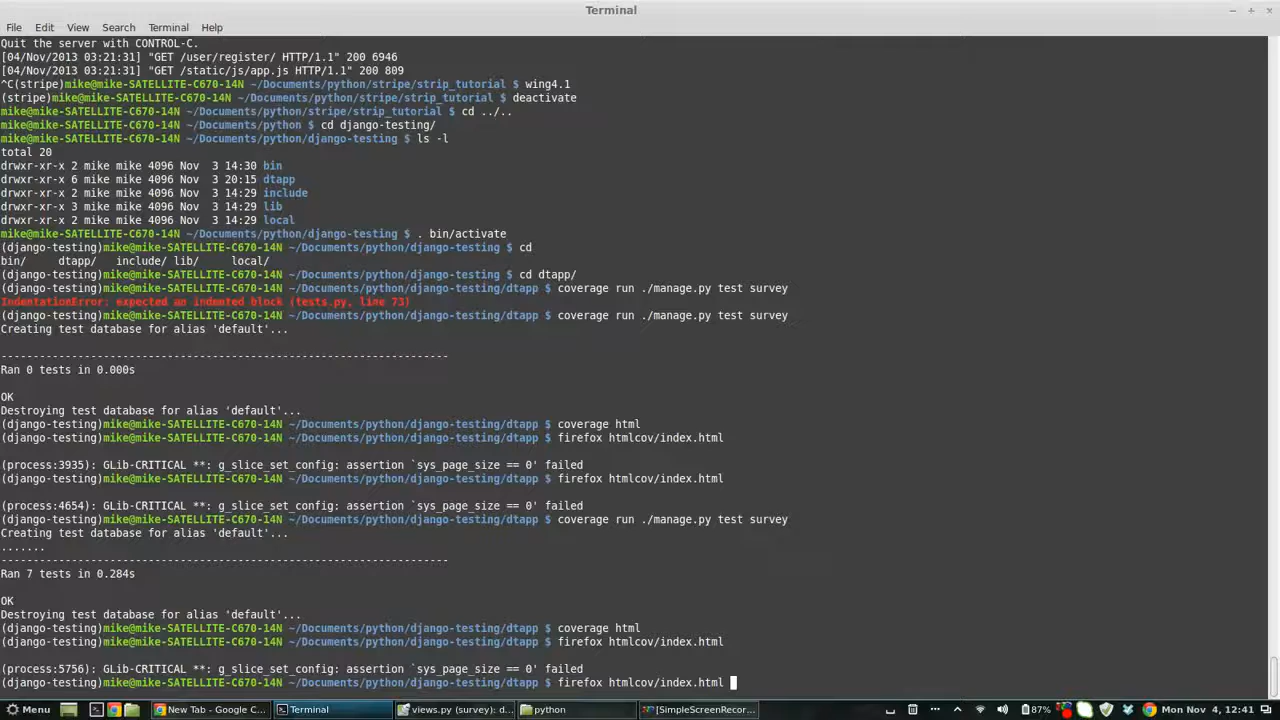 Terminal
File Edit View Search Terminal Help
Quit the server with CONTROL-C.
[04/Nov/2013 03:21:31] "GET /user/register/ HTTP/1.1" 200 6946
[04/Nov/2013 03:21:31] "GET /static/js/app.js HTTP/1.1" 200 809
^C(stripe)mike@mike-SATELLITE-C670-14N ~/Documents/python/stripe/strip_tutorial $ wing4.1
(stripe)mike@mike-SATELLITE-C670-14N ~/Documents/python/stripe/strip_tutorial $ deactivate
mike@mike-SATELLITE-C670-14N ~/Documents/python/stripe/strip_tutorial $ cd ../..
mike@mike-SATELLITE-C670-14N ~/Documents/python $ cd django-testing/
mike@mike-SATELLITE-C670-14N ~/Documents/python/django-testing $ ls -l
total 20
drwxr-xr-x 2 mike mike 4096 Nov  3 14:30 bin
drwxr-xr-x 6 mike mike 4096 Nov  3 20:15 dtapp
drwxr-xr-x 2 mike mike 4096 Nov  3 14:29 include
drwxr-xr-x 3 mike mike 4096 Nov  3 14:29 lib
drwxr-xr-x 2 mike mike 4096 Nov  3 14:29 local
mike@mike-SATELLITE-C670-14N ~/Documents/python/django-testing $ . bin/activate
(django-testing)mike@mike-SATELLITE-C670-14N ~/Documents/python/django-testing $ cd
bin/     dtapp/   include/ lib/     local/
(django-testing)mike@mike-SATELLITE-C670-14N ~/Documents/python/django-testing $ cd dtapp/
(django-testing)mike@mike-SATELLITE-C670-14N ~/Documents/python/django-testing/dtapp $ coverage run ./manage.py test survey
IndentationError: expected an indented block (tests.py, line 73)
(django-testing)mike@mike-SATELLITE-C670-14N ~/Documents/python/django-testing/dtapp $ coverage run ./manage.py test survey
Creating test database for alias 'default'...
----------------------------------------------------------------------
Ran 0 tests in 0.000s
OK
Destroying test database for alias 'default'...
(django-testing)mike@mike-SATELLITE-C670-14N ~/Documents/python/django-testing/dtapp $ coverage html
(django-testing)mike@mike-SATELLITE-C670-14N ~/Documents/python/django-testing/dtapp $ firefox htmlcov/index.html
(process:3935): GLib-CRITICAL **: g_slice_set_config: assertion `sys_page_size == 0' failed
(django-testing)mike@mike-SATELLITE-C670-14N ~/Documents/python/django-testing/dtapp $ firefox htmlcov/index.html
(process:4654): GLib-CRITICAL **: g_slice_set_config: assertion `sys_page_size == 0' failed
(django-testing)mike@mike-SATELLITE-C670-14N ~/Documents/python/django-testing/dtapp $ coverage run ./manage.py test survey
Creating test database for alias 'default'...
.......
----------------------------------------------------------------------
Ran 7 tests in 0.284s
OK
Destroying test database for alias 'default'...
(django-testing)mike@mike-SATELLITE-C670-14N ~/Documents/python/django-testing/dtapp $ coverage html
(django-testing)mike@mike-SATELLITE-C670-14N ~/Documents/python/django-testing/dtapp $ firefox htmlcov/index.html
(process:5756): GLib-CRITICAL **: g_slice_set_config: assertion `sys_page_size == 0' failed
(django-testing)mike@mike-SATELLITE-C670-14N ~/Documents/python/django-testing/dtapp $ firefox htmlcov/index.html
Menu New Tab - Google C... Terminal views.py (survey): d... python [SimpleScreenRecor... 87% Mon Nov 4, 12:41